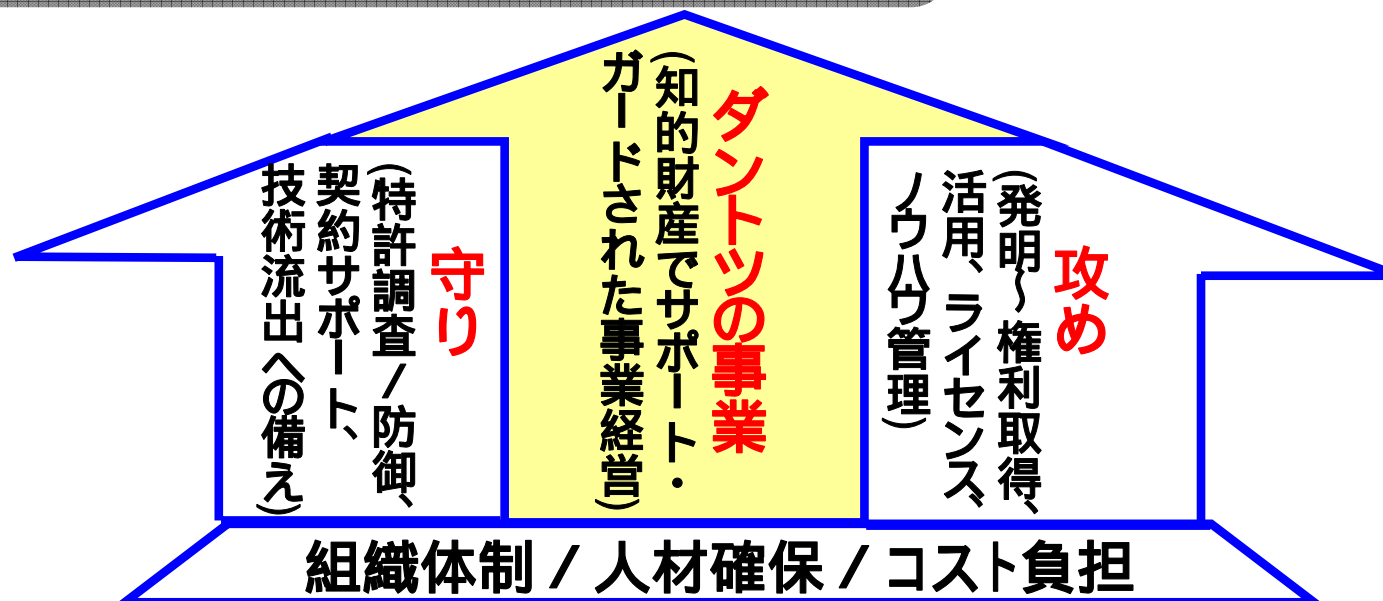 攻め
(発明～権利取得、
活用、ライセンス、
ノウハウ管理)
ダントツの事業
(知的財産でサポート・
ガードされた事業経営)
守り
(特許調査/防御、
契約サポート、
技術流出への備え)
組織体制/人材確保/コスト負担